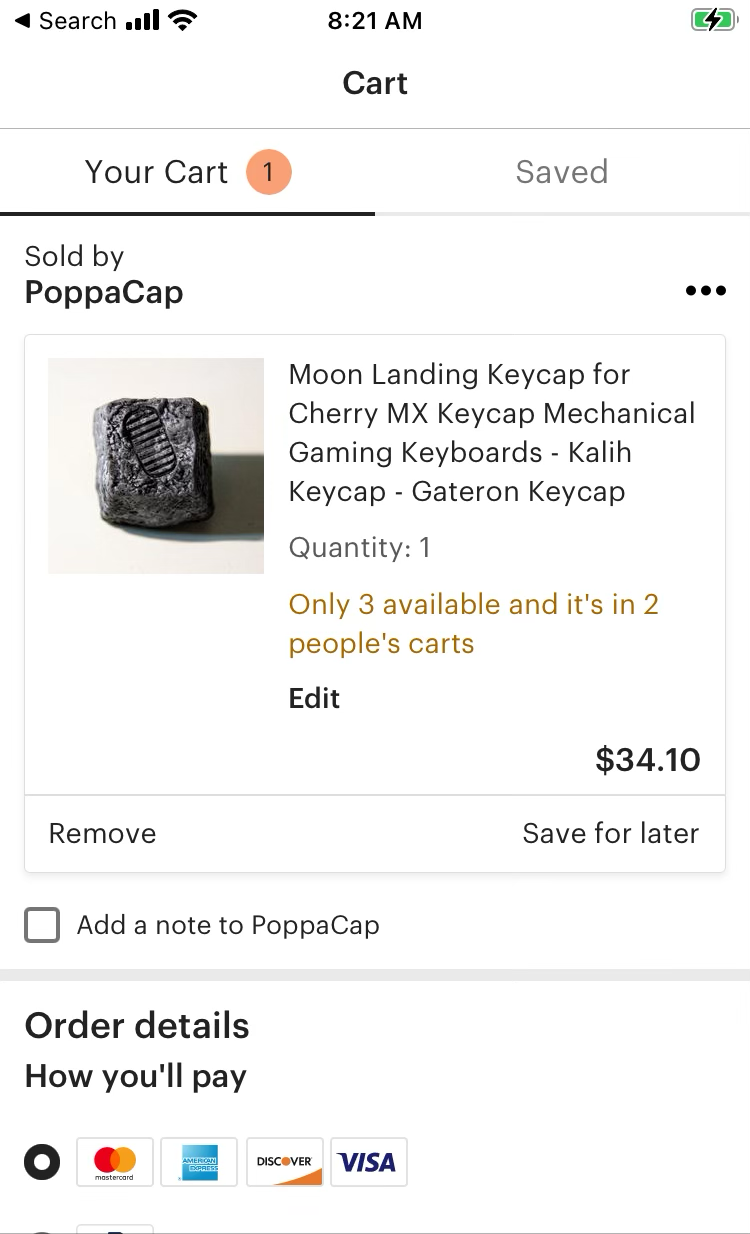 Search
8:21 AM
Cart
Your Cart 1
Saved
Sold by
PoppaCap
Moon Landing Keycap for
Cherry MX Keycap Mechanical
Gaming Keyboards - Kalih
Keycap - Gateron Keycap
Quantity: 1
Only 3 available and it's in 2
people's carts
Edit
$34.10
Remove
Save for later
Add a note to PoppaCap
Order details
How you'll pay
mastercard
AMERICAN
EXPRESS
DISCOVER
VISA